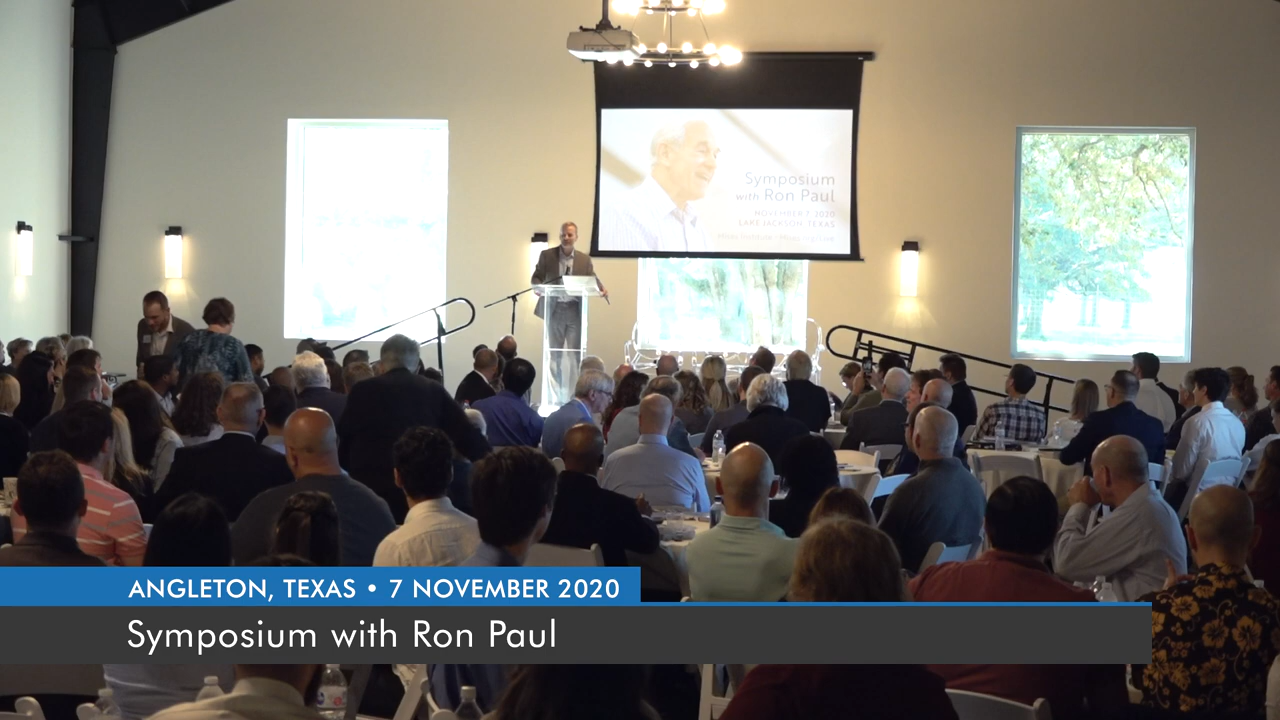 Symposium
with Ron Paul
NOVEMBER 7, 2020
LAKE JACKSON, TEXAS
ANGLETON, TEXAS • 7 NOVEMBER 2020
Symposium with Ron Paul